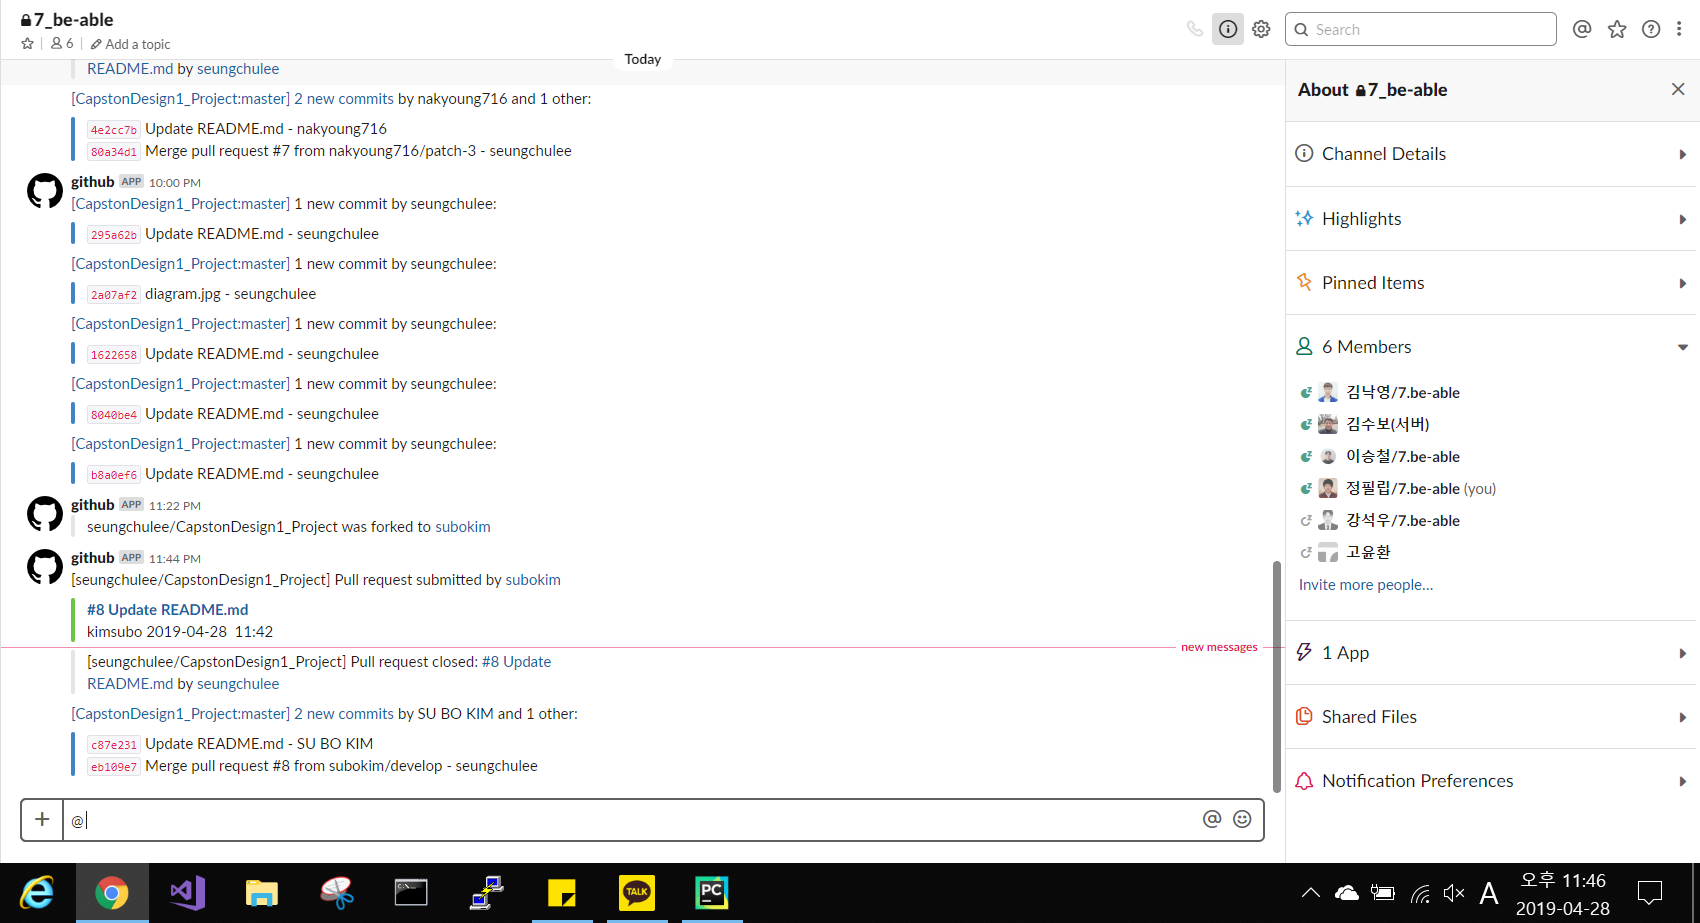 7_be-able
6
Add a topic
Search
Today
README.md by seungchulee
[CapstonDesign1_Project:master] 2 new commits by nakyoung716 and 1 other:
4e2cc7b Update README.md - nakyoung716
80a34d1 Merge pull request #7 from nakyoung716/patch-3 - seungchulee
github APP 10:00 PM
[CapstonDesign1_Project:master] 1 new commit by seungchulee:
295a62b Update README.md - seungchulee
[CapstonDesign1_Project:master] 1 new commit by seungchulee:
2a07af2 diagram.jpg - seungchulee
[CapstonDesign1_Project:master] 1 new commit by seungchulee:
1622658 Update README.md - seungchulee
[CapstonDesign1_Project:master] 1 new commit by seungchulee:
8040be4 Update README.md - seungchulee
[CapstonDesign1_Project:master] 1 new commit by seungchulee:
b8a0ef6 Update README.md - seungchulee
github APP 11:22 PM
seungchulee/CapstonDesign1_Project was forked to subokim
github APP 11:44 PM
[seungchulee/CapstonDesign1_Project] Pull request submitted by subokim
#8 Update README.md
kimsubo 2019-04-28 11:42
new messages
[seungchulee/CapstonDesign1_Project] Pull request closed: #8 Update
README.md by seungchulee
[CapstonDesign1_Project:master] 2 new commits by SU BO KIM and 1 other:
c87e231 Update README.md - SU BO KIM
eb109e7 Merge pull request #8 from subokim/develop - seungchulee
@
About 7_be-able
Channel Details
Highlights
Pinned Items
6 Members
김낙영/7.be-able
김수보(서버)
이승철/7.be-able
정필립/7.be-able (you)
강석우/7.be-able
고윤환
Invite more people...
1 App
Shared Files
Notification Preferences
TALK
PC
A
오후 11:46
2019-04-28